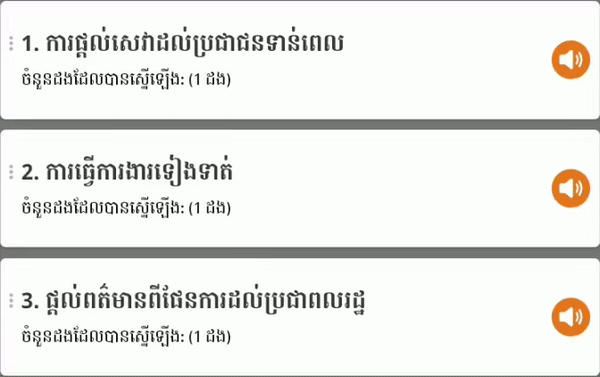 1. ការផ្តល់សេវាដល់ប្រជាជនទាន់ពេល
ចំនួនដងដែលបានស្នើឡើង: (1 ដង)
2. ការធ្វើការងារទៀងទាត់
ចំនួនដងដែលបានស្នើឡើង: (1 ដង)
3. ផ្តល់ពត៌មានពីផែនការដល់ប្រជាពលរដ្ឋ
ចំនួនដងដែលបានស្នើឡើង: (1 ដង)